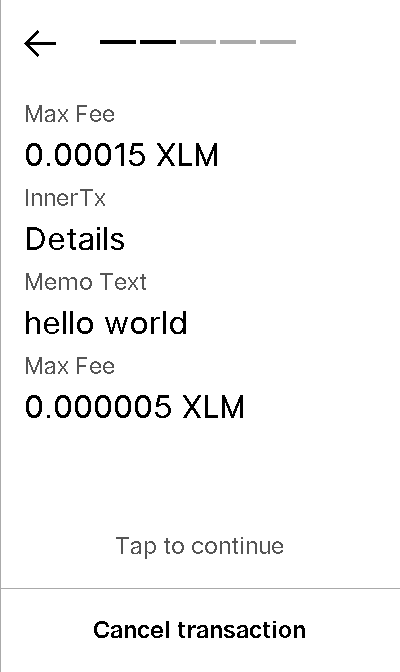 Max Fee
0.00015 XLM
InnerTx
Details
Memo Text
hello world
Max Fee
0.000005 XLM
Tap to continue
Cancel transaction